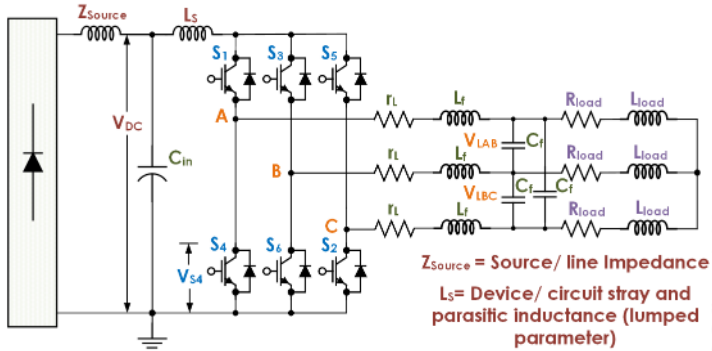 Zsource Ls
S1 S3 S5
A rL Lf Rload Lload
VDC VLAB Cf
Cin B rL Lf Rload Lload
VLBC Cf Cf
C rL Lf Rload Lload
S4 S6 S2
VS4
Zsource = Source/ line Impedance
Ls= Device/ circuit stray and
parasitic inductance (lumped
parameter)